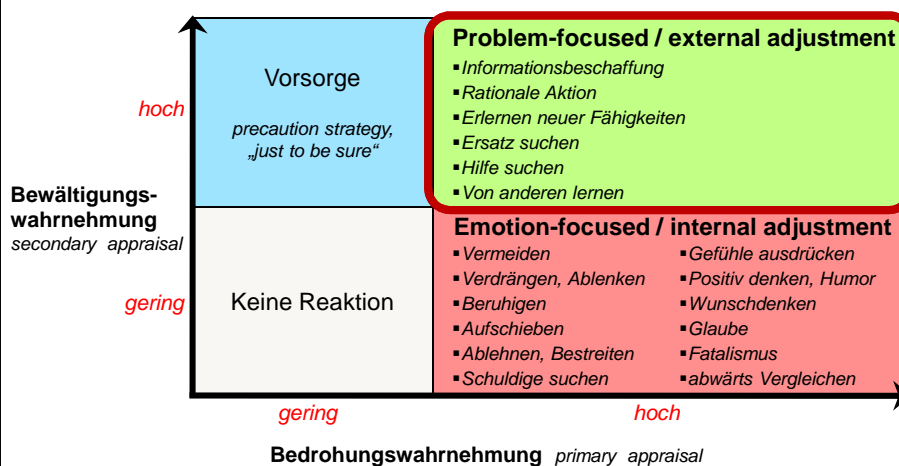 Vorsorge
precaution strategy,
„just to be sure“
Problem-focused / external adjustment
▪Informationsbeschaffung
▪Rationale Aktion
▪Erlernen neuer Fähigkeiten
▪Ersatz suchen
▪Hilfe suchen
▪Von anderen lernen
hoch
Bewältigungs-
wahrnehmung
secondary appraisal
gering
Keine Reaktion
Emotion-focused / internal adjustment
▪Vermeiden
▪Verdrängen, Ablenken
▪Beruhigen
▪Aufschieben
▪Ablehnen, Bestreiten
▪Schuldige suchen
▪Gefühle ausdrücken
▪Positiv denken, Humor
▪Wunschdenken
▪Glaube
▪Fatalismus
▪abwärts Vergleichen
gering
hoch
Bedrohungswahrnehmung primary appraisal